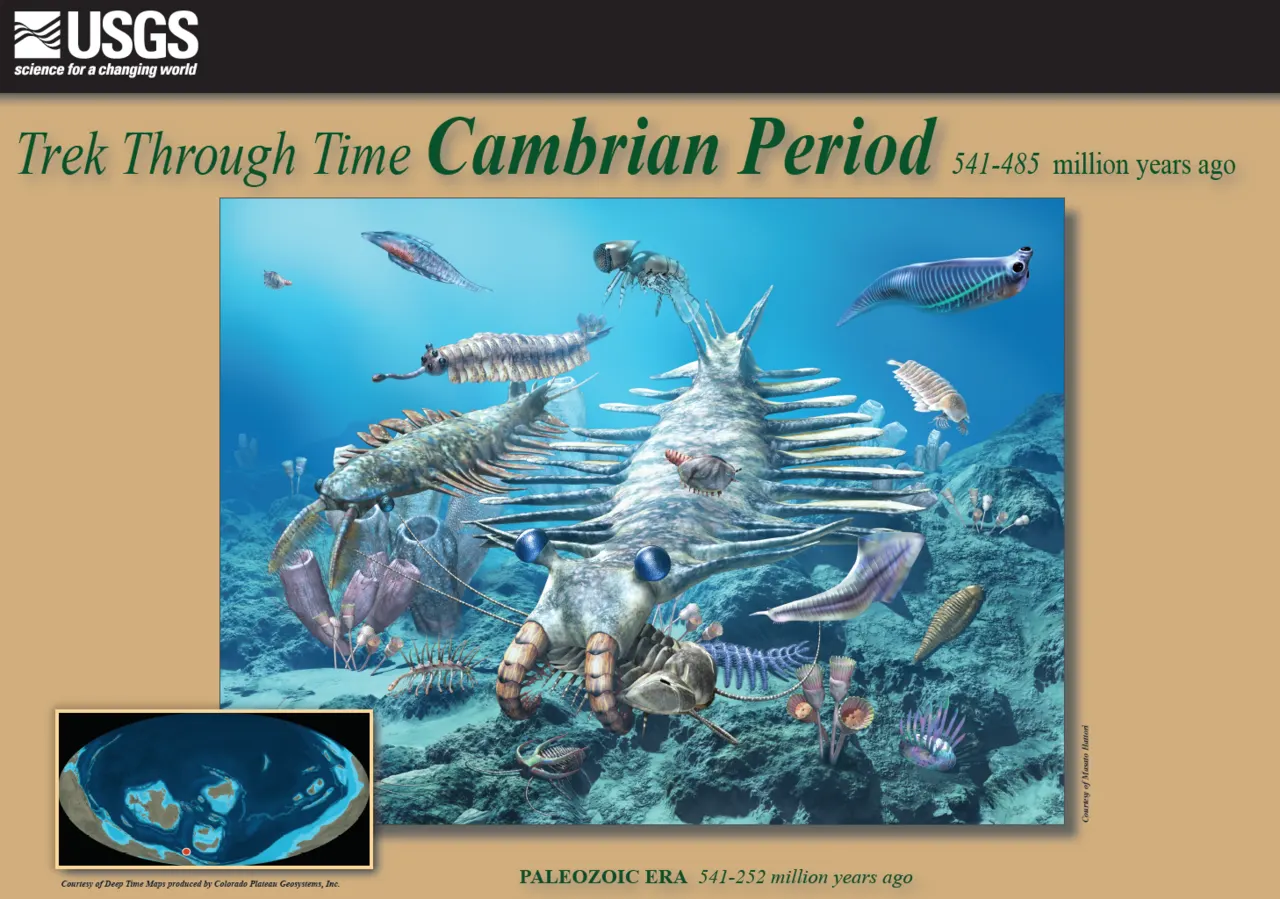 USGS
science for a changing world
Trek Through Time Cambrian Period 541-485 million years ago
Courtesy of Masato Hattori
Courtesy of Deep Time Maps produced by Colorado Plateau Geosystems, Inc.
PALEOZOIC ERA 541-252 million years ago